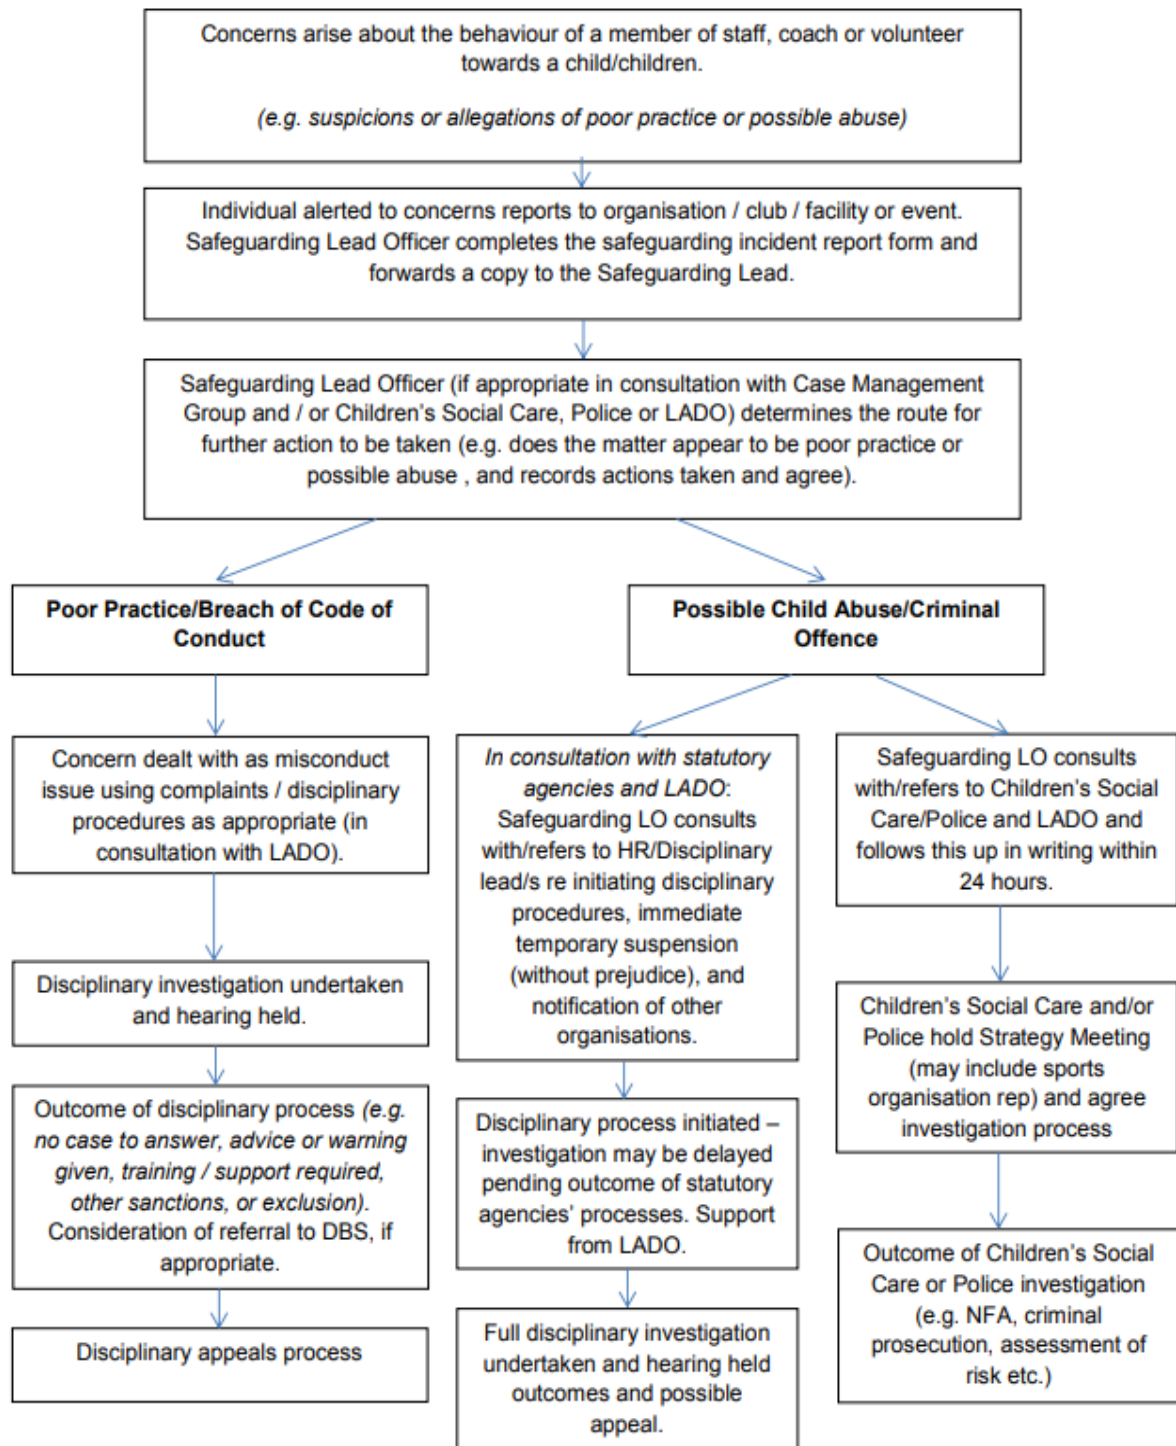 Concerns arise about the behaviour of a member of staff, coach or volunteer
towards a child/children.
(e.g. suspicions or allegations of poor practice or possible abuse)
Individual alerted to concerns reports to organisation / club / facility or event.
Safeguarding Lead Officer completes the safeguarding incident report form and
forwards a copy to the Safeguarding Lead.
Safeguarding Lead Officer (if appropriate in consultation with Case Management
Group and / or Children's Social Care, Police or LADO) determines the route for
further action to be taken (e.g. does the matter appear to be poor practice or
possible abuse , and records actions taken and agree).
Poor Practice/Breach of Code of
Conduct
Possible Child Abuse/Criminal
Offence
Concern dealt with as misconduct
issue using complaints / disciplinary
procedures as appropriate (in
consultation with LADO).
In consultation with statutory
agencies and LADO:
Safeguarding LO consults
with/refers to HR/Disciplinary
lead/s re initiating disciplinary
procedures, immediate
temporary suspension
(without prejudice), and
notification of other
organisations.
Safeguarding LO consults
with/refers to Children's Social
Care/Police and LADO and
follows this up in writing within
24 hours.
Disciplinary investigation undertaken
and hearing held.
Children's Social Care and/or
Police hold Strategy Meeting
(may include sports
organisation rep) and agree
investigation process
Outcome of disciplinary process (e.g.
no case to answer, advice or warning
given, training / support required,
other sanctions, or exclusion).
Consideration of referral to DBS, if
appropriate.
Disciplinary process initiated –
investigation may be delayed
pending outcome of statutory
agencies' processes. Support
from LADO.
Outcome of Children's Social
Care or Police investigation
(e.g. NFA, criminal
prosecution, assessment of
risk etc.)
Disciplinary appeals process
Full disciplinary investigation
undertaken and hearing held
outcomes and possible
appeal.